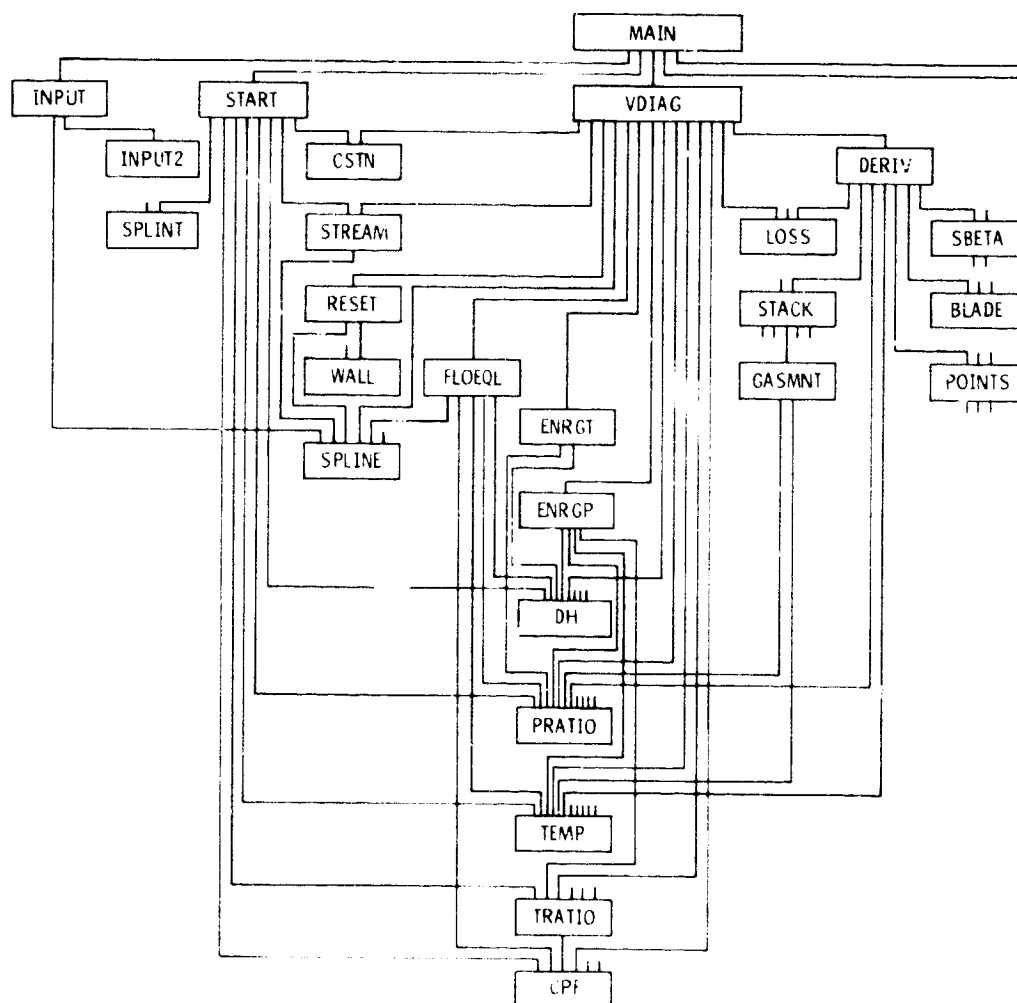 MAIN
INPUT
START
VDIAG
INPUT2
CSTN
DERIV
SPLINT
STREAM
LOSS
SBETA
RESET
STACK
BLADE
WALL
FLOEQL
GASMNT
POINTS
ENRGT
SPLINE
ENRGP
DH
PRATIO
TEMP
TRATIO
CPF